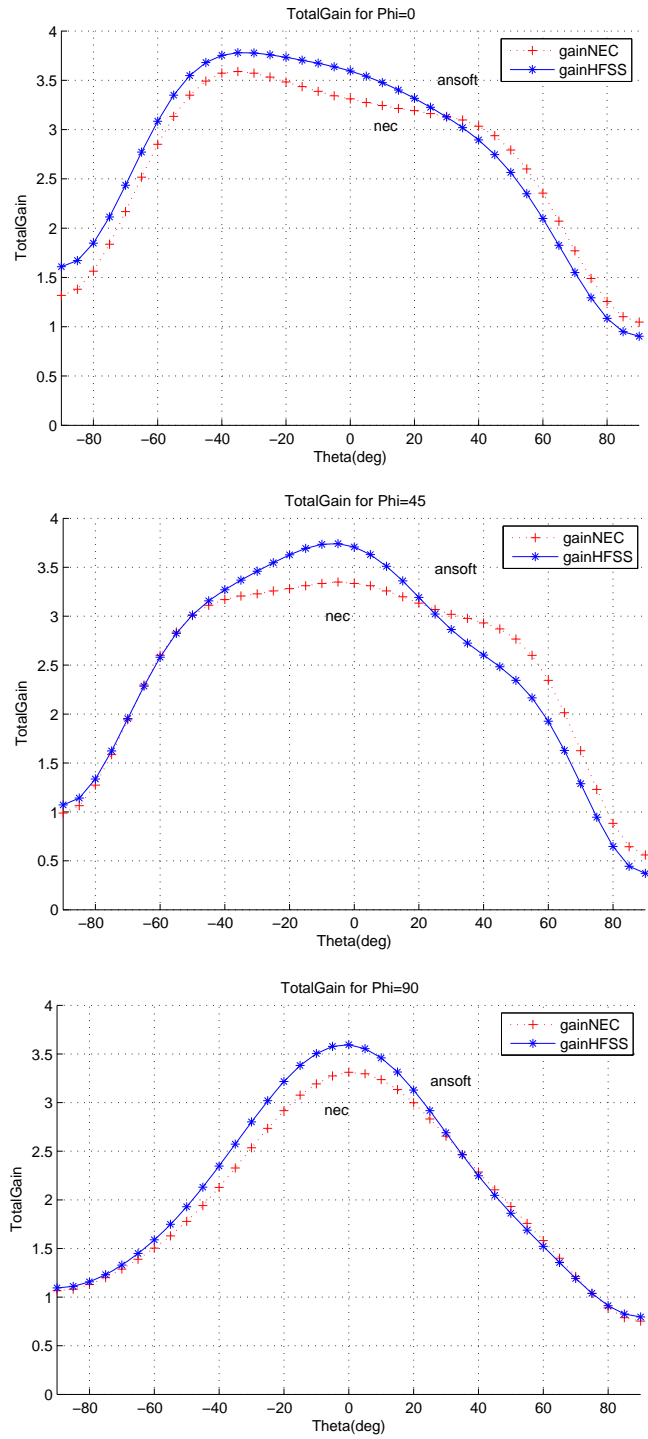 TotalGain for Phi=0
4
3.5
3
2.5
2
1.5
1
0.5
0
TotalGain
gainNEC
gainHFSS
ansoft
nec
−80 −60 −40 −20 0 20 40 60 80
Theta(deg)
TotalGain for Phi=45
4
3.5
3
2.5
2
1.5
1
0.5
0
TotalGain
gainNEC
gainHFSS
ansoft
nec
−80 −60 −40 −20 0 20 40 60 80
Theta(deg)
TotalGain for Phi=90
4
3.5
3
2.5
2
1.5
1
0.5
0
TotalGain
gainNEC
gainHFSS
ansoft
nec
−80 −60 −40 −20 0 20 40 60 80
Theta(deg)